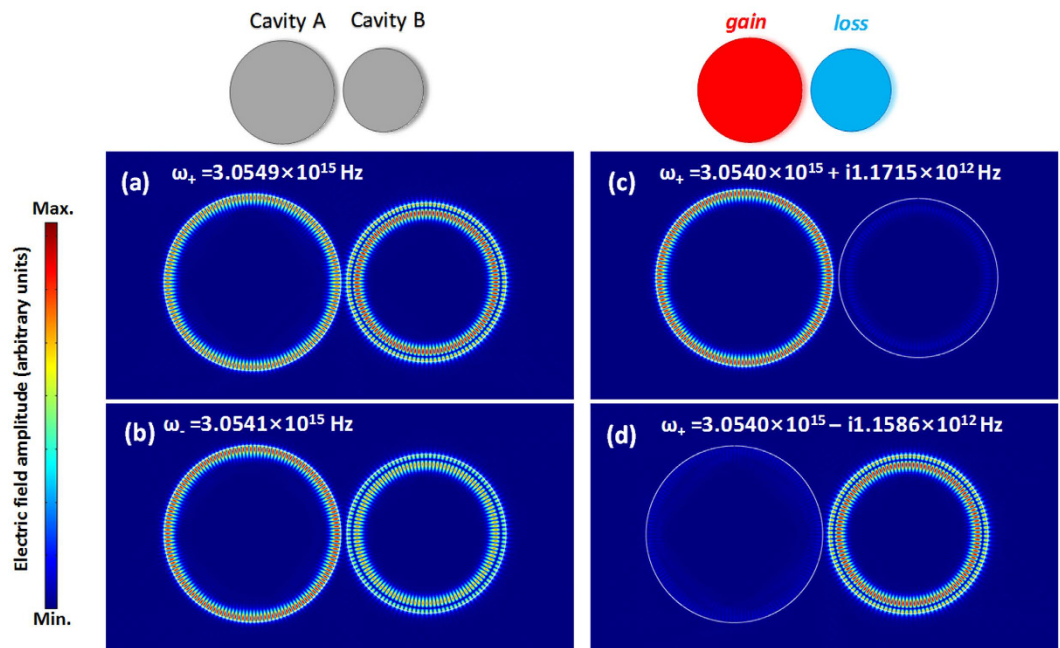 Cavity A
Cavity B
gain
loss
(a)
ω₊ =3.0549×10¹⁵ Hz
(c)
ω₊ =3.0540×10¹⁵ + i1.1715×10¹² Hz
Max.
Electric field amplitude (arbitrary units)
Min.
(b)
ω₋ =3.0541×10¹⁵ Hz
(d)
ω₊ =3.0540×10¹⁵ – i1.1586×10¹² Hz